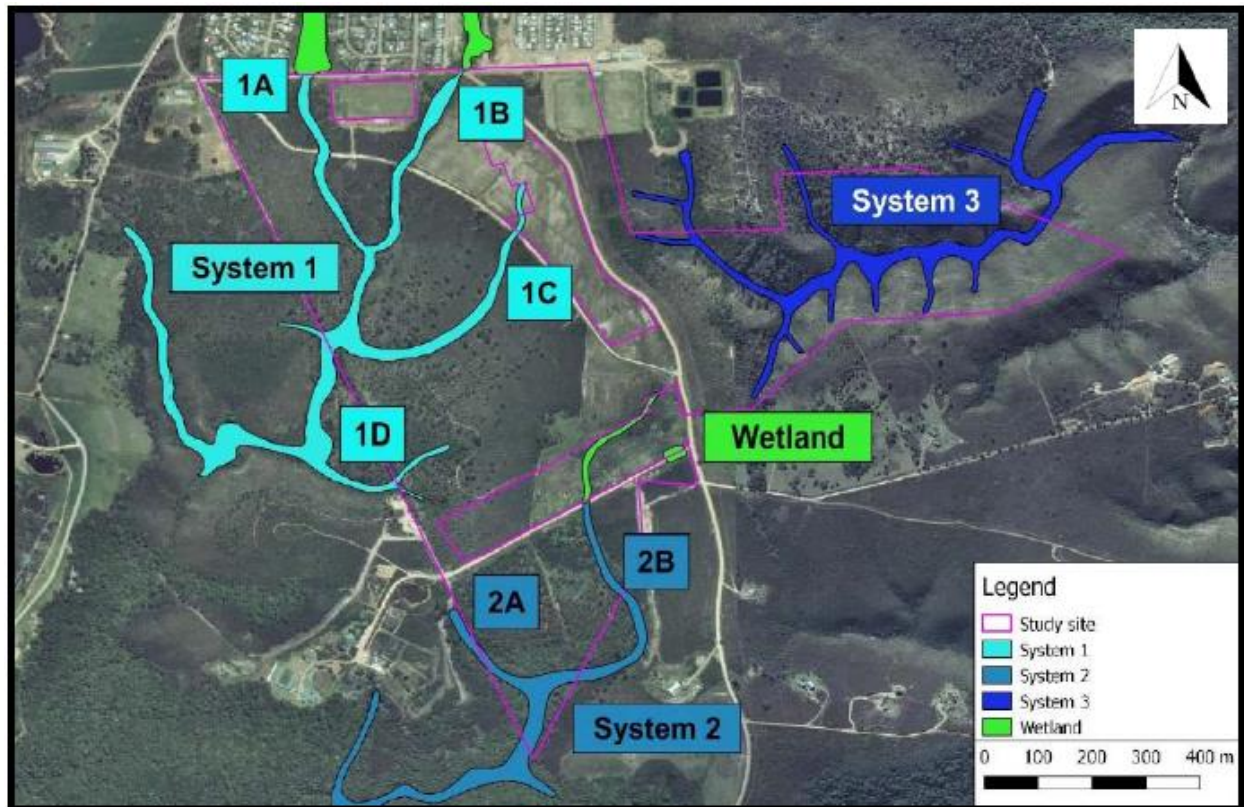 N
1A
1B
System 3
System 1
1C
1D
Wetland
2B
2A
System 2
Legend
Study site
System 1
System 2
System 3
Wetland
0 100 200 300 400 m